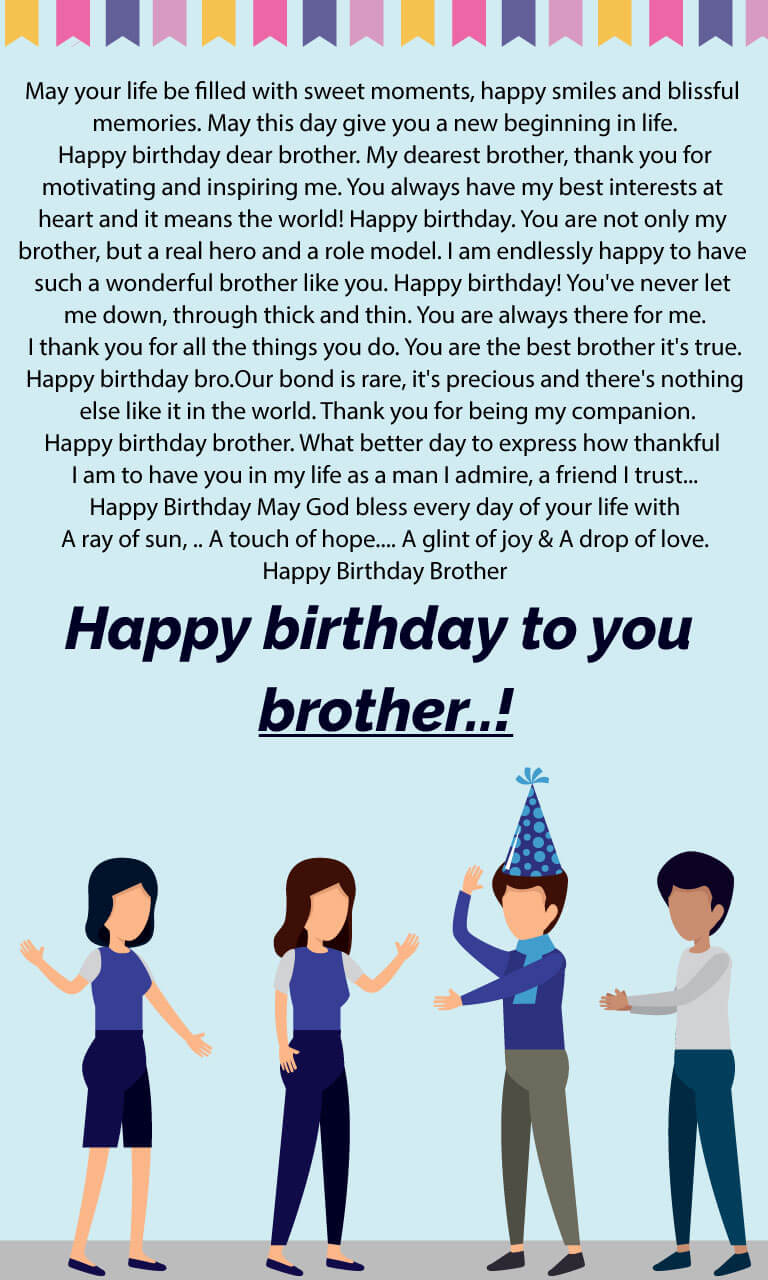 May your life be filled with sweet moments, happy smiles and blissful
memories. May this day give you a new beginning in life.
Happy birthday dear brother. My dearest brother, thank you for
motivating and inspiring me. You always have my best interests at
heart and it means the world! Happy birthday. You are not only my
brother, but a real hero and a role model. I am endlessly happy to have
such a wonderful brother like you. Happy birthday! You've never let
me down, through thick and thin. You are always there for me.
I thank you for all the things you do. You are the best brother it's true.
Happy birthday bro.Our bond is rare, it's precious and there's nothing
else like it in the world. Thank you for being my companion.
Happy birthday brother. What better day to express how thankful
I am to have you in my life as a man I admire, a friend I trust...
Happy Birthday May God bless every day of your life with
A ray of sun, .. A touch of hope.... A glint of joy & A drop of love.
Happy Birthday Brother
Happy birthday to you
brother..!